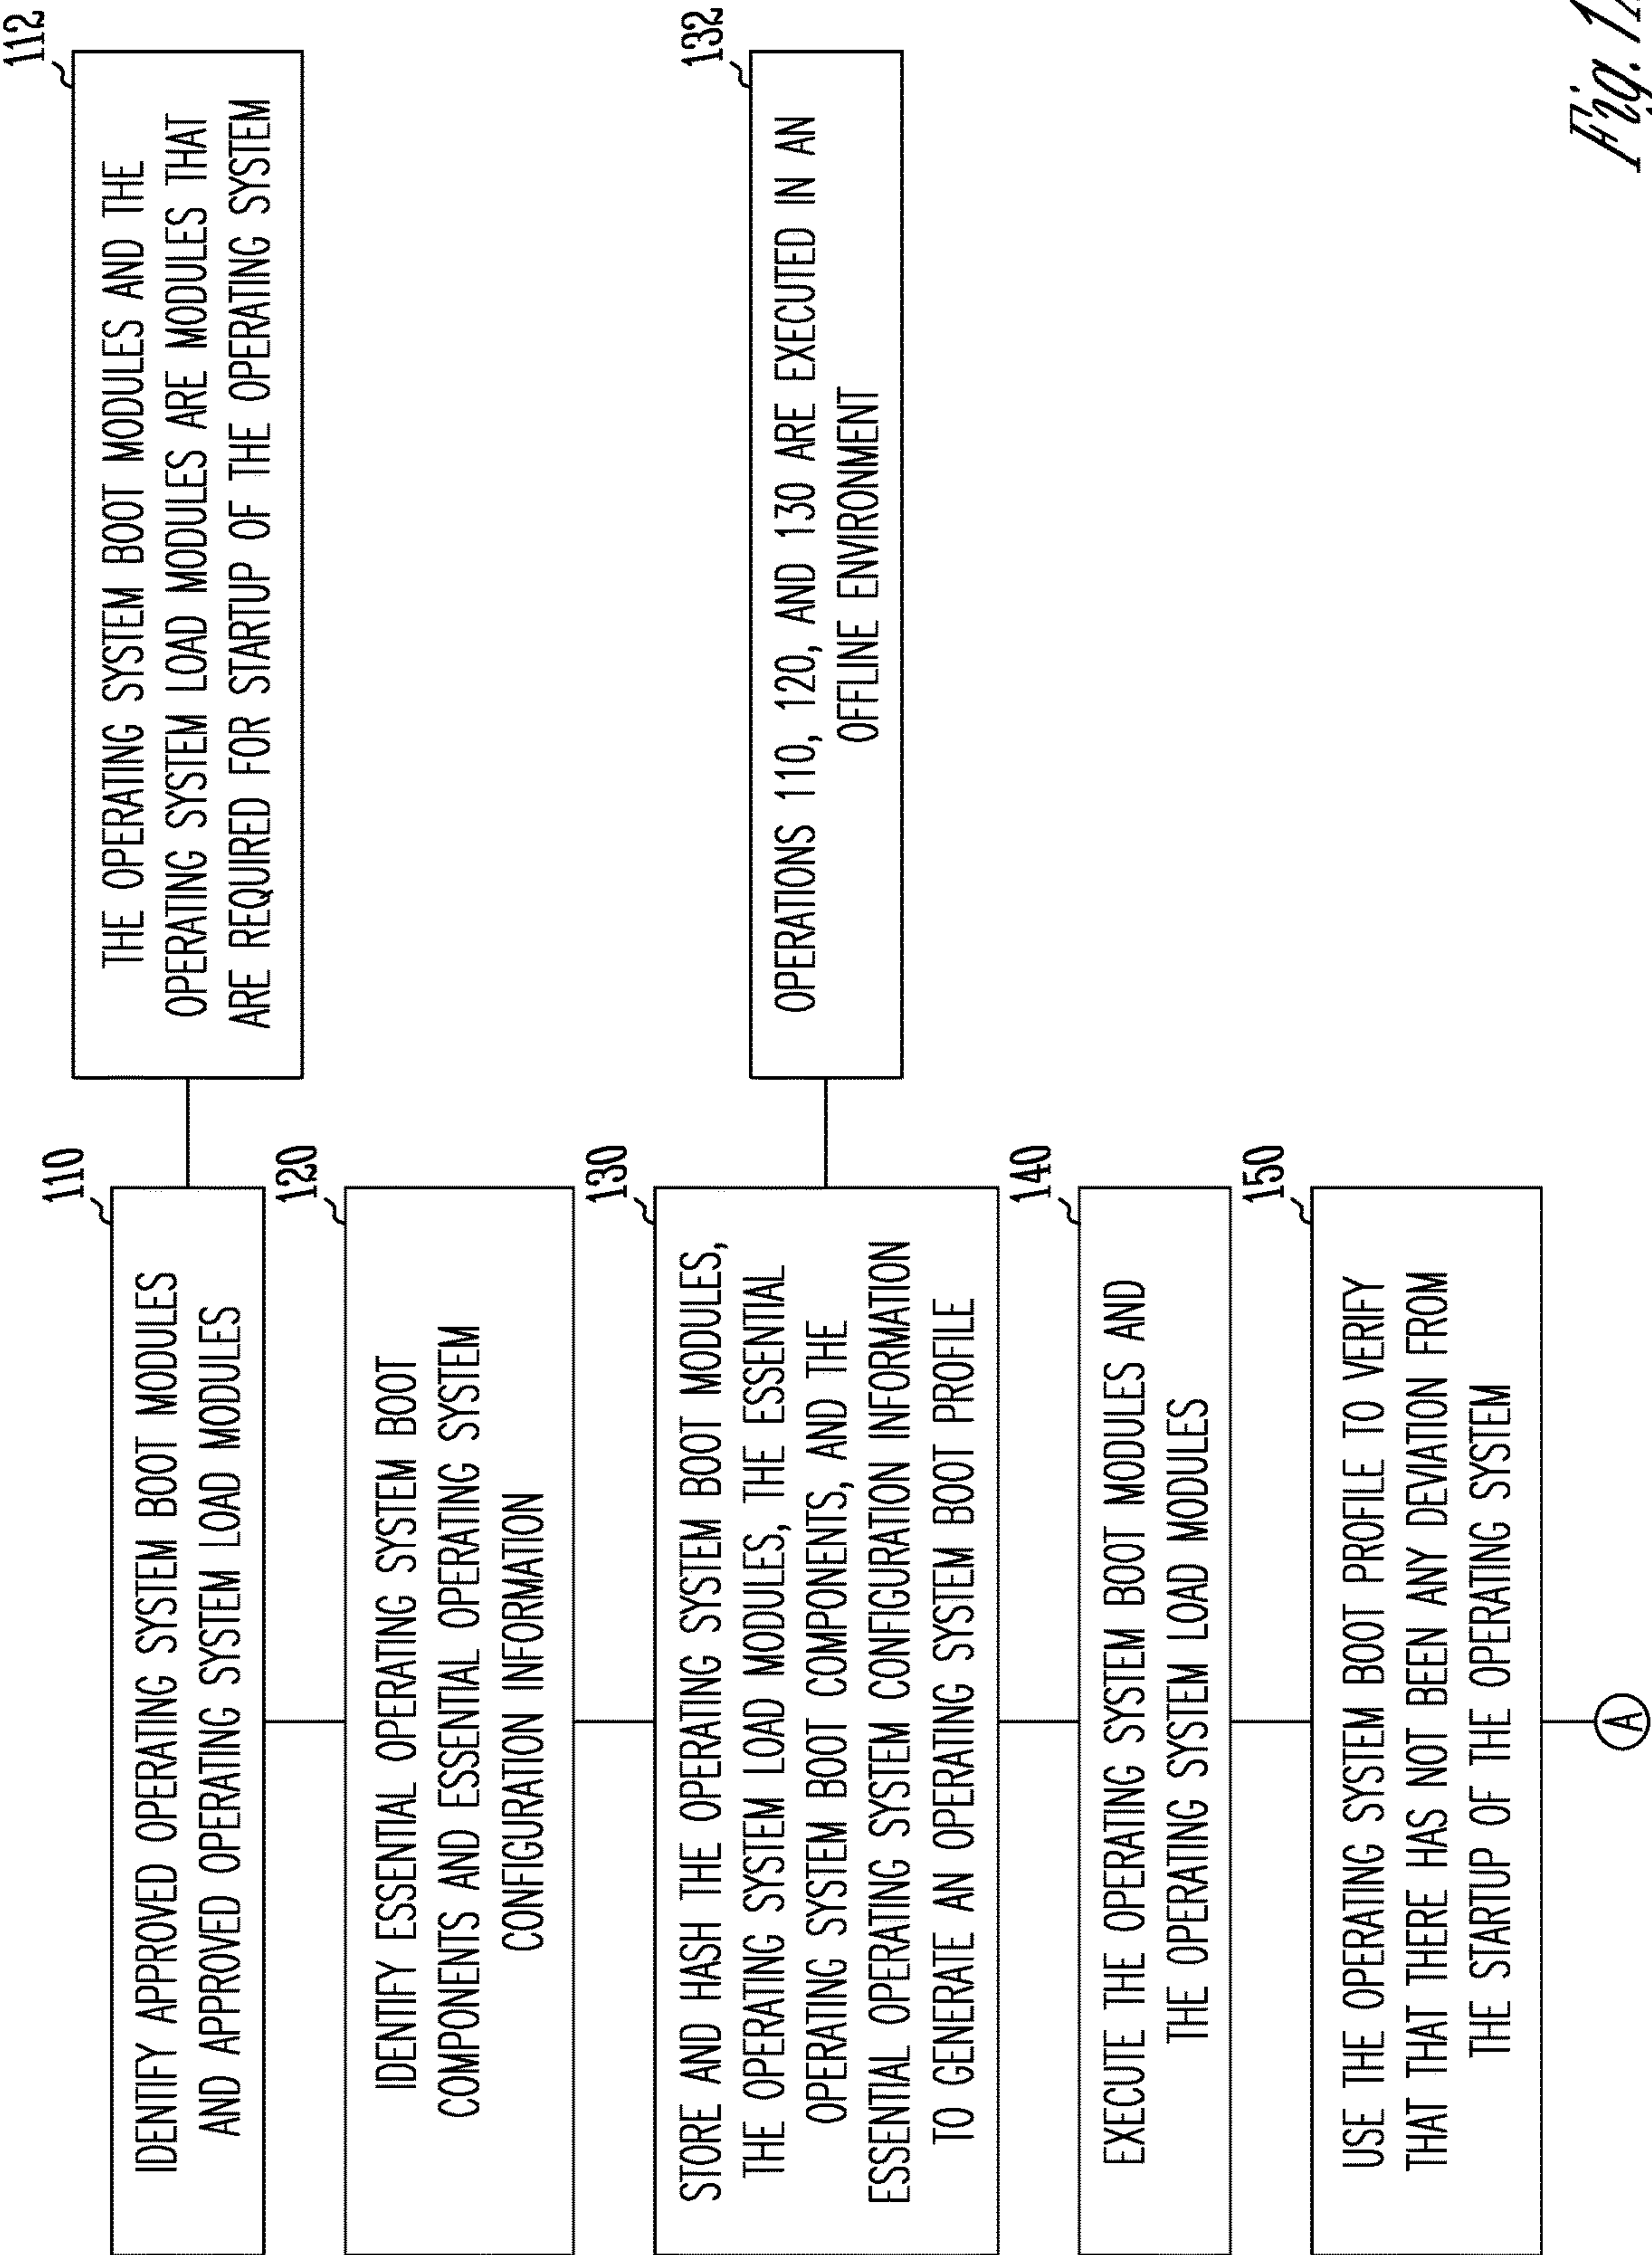 110
IDENTIFY APPROVED OPERATING SYSTEM BOOT MODULES
AND APPROVED OPERATING SYSTEM LOAD MODULES
112
THE OPERATING SYSTEM BOOT MODULES AND THE
OPERATING SYSTEM LOAD MODULES ARE MODULES THAT
ARE REQUIRED FOR STARTUP OF THE OPERATING SYSTEM
120
IDENTIFY ESSENTIAL OPERATING SYSTEM BOOT
COMPONENTS AND ESSENTIAL OPERATING SYSTEM
CONFIGURATION INFORMATION
130
STORE AND HASH THE OPERATING SYSTEM BOOT MODULES,
THE OPERATING SYSTEM LOAD MODULES, THE ESSENTIAL
OPERATING SYSTEM BOOT COMPONENTS, AND THE
ESSENTIAL OPERATING SYSTEM CONFIGURATION INFORMATION
TO GENERATE AN OPERATING SYSTEM BOOT PROFILE
132
OPERATIONS 110, 120, AND 130 ARE EXECUTED IN AN
OFFLINE ENVIRONMENT
140
EXECUTE THE OPERATING SYSTEM BOOT MODULES AND
THE OPERATING SYSTEM LOAD MODULES
150
USE THE OPERATING SYSTEM BOOT PROFILE TO VERIFY
THAT THAT THERE HAS NOT BEEN ANY DEVIATION FROM
THE STARTUP OF THE OPERATING SYSTEM
A
Fig.